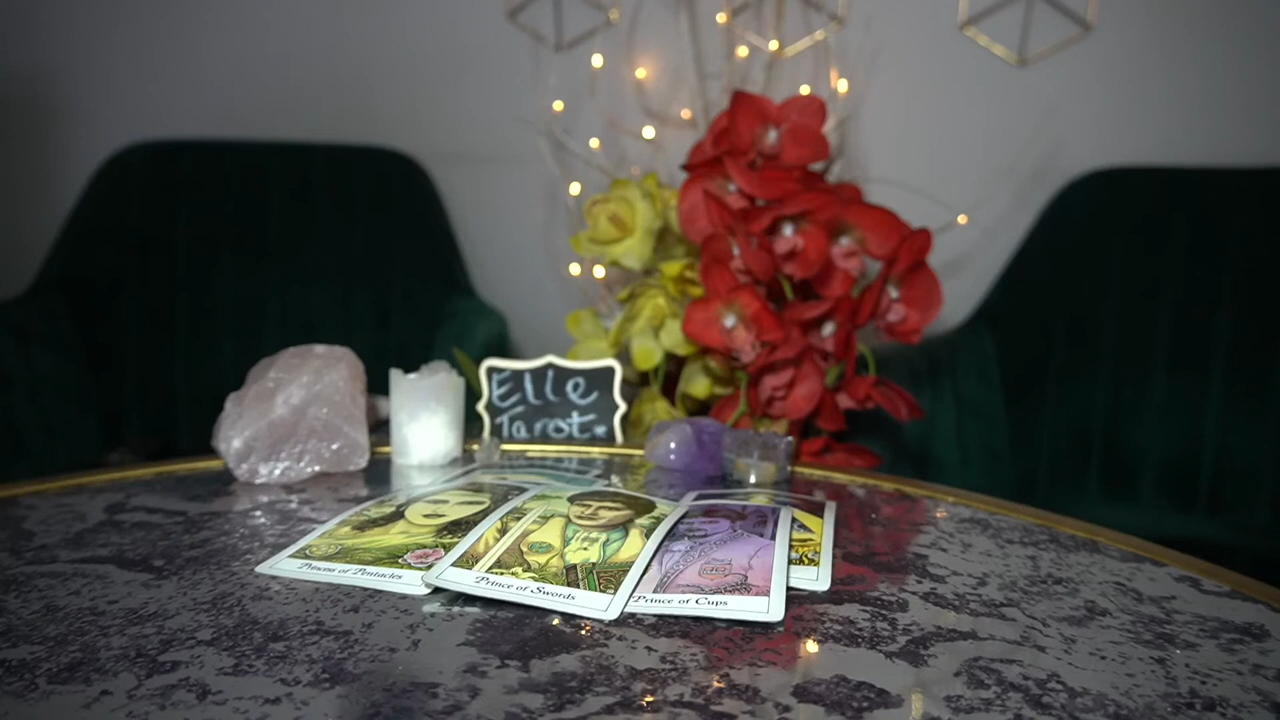 Elle
Tarot.
Princess of Pentacles
Prince of Swords
Prince of Cups